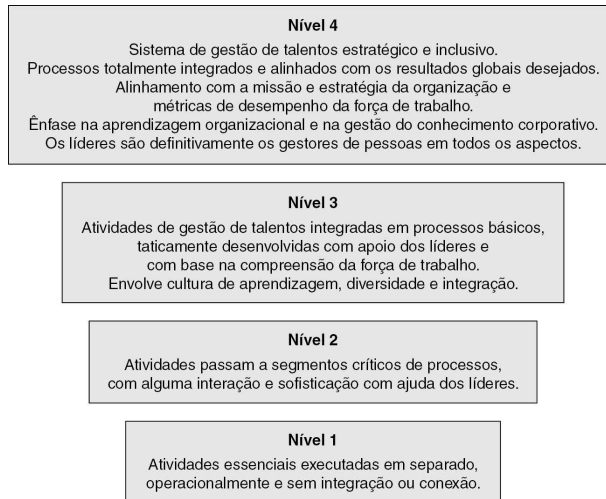 Nível 4
Sistema de gestão de talentos estratégico e inclusivo.
Processos totalmente integrados e alinhados com os resultados globais desejados.
Alinhamento com a missão e estratégia da organização e
métricas de desempenho da força de trabalho.
Ênfase na aprendizagem organizacional e na gestão do conhecimento corporativo.
Os líderes são definitivamente os gestores de pessoas em todos os aspectos.
Nível 3
Atividades de gestão de talentos integradas em processos básicos,
taticamente desenvolvidas com apoio dos líderes e
com base na compreensão da força de trabalho.
Envolve cultura de aprendizagem, diversidade e integração.
Nível 2
Atividades passam a segmentos críticos de processos,
com alguma interação e sofisticação com ajuda dos líderes.
Nível 1
Atividades essenciais executadas em separado,
operacionalmente e sem integração ou conexão.